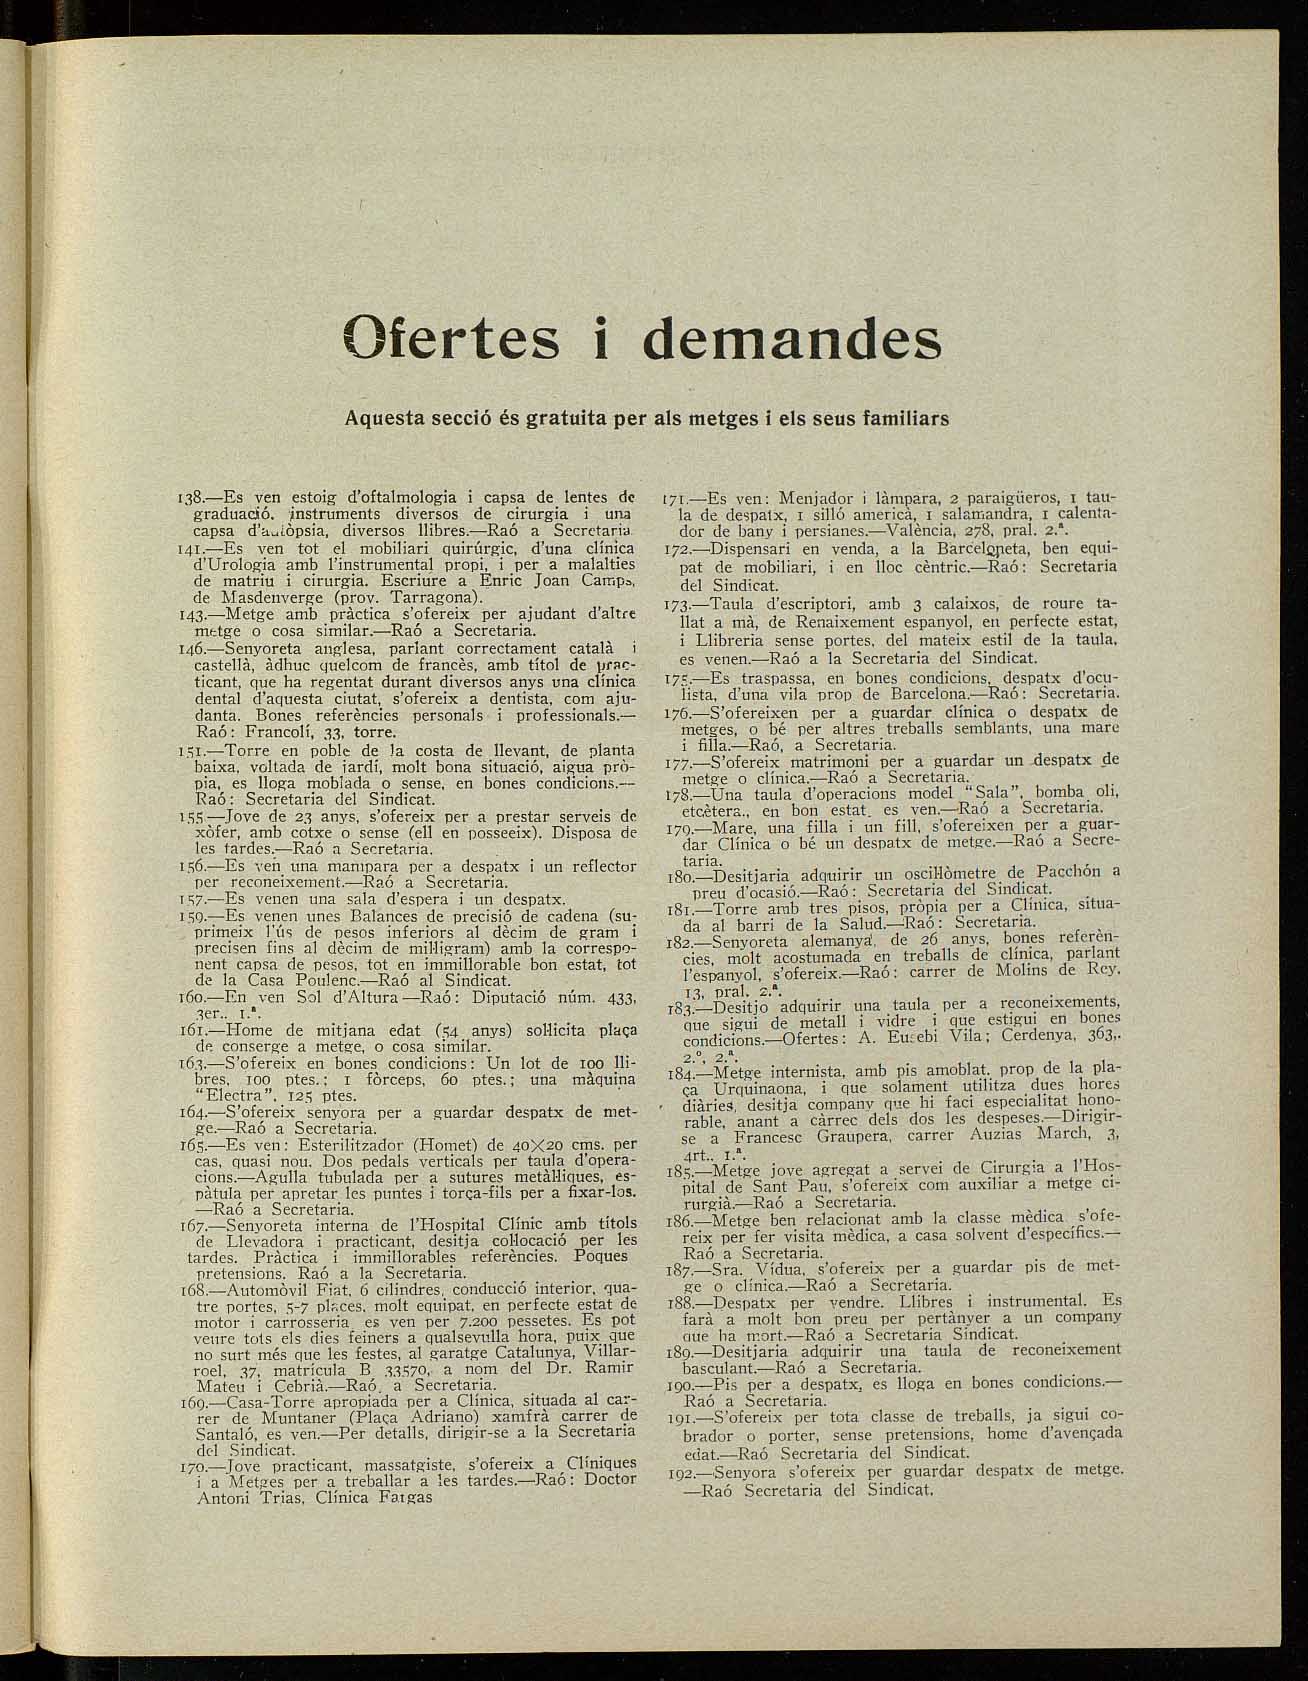 Ofertes i demandes
Aquesta secció és gratuita per als metges i els seus familiars
138.—Es ven estoig d'oftalmologia i capsa de lentes de
graduació, instruments diversos de cirurgia i una
capsa d'autòpsia, diversos llibres.—Raó a Secretaria.
141.—Es ven tot el mobiliari quirúrgic, d'una clínica
d'Urologia amb l'instrumental propi, i per a malalties
de matriu i cirurgia. Escriure a Enric Joan Camps,
de Masdenverge (prov. Tarragona).
143.—Metge amb pràctica s'ofereix per ajudant d'altre
metge o cosa similar.—Raó a Secretaria.
146.—Senyoreta anglesa, parlant correctament català i
castellà, àdhuc quelcom de francès, amb títol de prac-
ticant, que ha regentat durant diversos anys una clínica
dental d'aquesta ciutat, s'ofereix a dentista, com aju-
danta. Bones referències personals i professionals.—
Raó: Francolí, 33, torre.
151.—Torre en poble de la costa de llevant, de planta
baixa, voltada de jardí, molt bona situació, aigua prò-
pia, es lloga moblada o sense, en bones condicions.—
Raó: Secretaria del Sindicat.
155—Jove de 23 anys, s'ofereix per a prestar serveis de
xòfer, amb cotxe o sense (ell en posseeix). Disposa de
les tardes.—Raó a Secretaria.
156.—Es ven una mampara per a despatx i un reflector
per reconeixement.—Raó a Secretaria.
157.—Es venen una sala d'espera i un despatx.
159.—Es venen unes Balances de precisió de cadena (su-
primeix l'ús de pesos inferiors al dècim de gram i
precisen fins al dècim de mil·ligram) amb la correspo-
nent capsa de pesos, tot en immillorable bon estat, tot
de la Casa Poulenc.—Raó al Sindicat.
160.—En ven Sol d'Altura—Raó: Diputació núm. 433,
3er., 1.ª.
161.—Home de mitjana edat (54 anys) sol·licita plaça
de conserge a metge, o cosa similar.
163.—S'ofereix en bones condicions: Un lot de 100 lli-
bres, 100 ptes.; 1 fòrceps, 60 ptes.; una màquina
"Electra", 125 ptes.
164.—S'ofereix senyora per a guardar despatx de met-
ge.—Raó a Secretaria.
165.—Es ven: Esterilitzador (Homet) de 40×20 cms. per
cas, quasi nou. Dos pedals verticals per taula d'opera-
cions.—Agulla tubulada per a sutures metàl·liques, es-
pàtula per apretar les puntes i torça-fils per a fixar-los.
—Raó a Secretaria.
167.—Senyoreta interna de l'Hospital Clínic amb títols
de Llevadora i practicant, desitja col·locació per les
tardes. Pràctica i immillorables referències. Poques
pretensions. Raó a la Secretaria.
168.—Automòvil Fiat, 6 cilindres, conducció interior, qua-
tre portes, 5-7 places, molt equipat, en perfecte estat de
motor i carrosseria es ven per 7.200 pessetes. Es pot
veure tots els dies feiners a qualsevulla hora, puix que
no surt més que les festes, al garatge Catalunya, Villar-
roel, 37, matrícula B 33570, a nom del Dr. Ramir
Mateu i Cebrià.—Raó, a Secretaria.
169.—Casa-Torre apropiada per a Clínica, situada al car-
rer de Muntaner (Plaça Adriano) xamfrà carrer de
Santaló, es ven.—Per detalls, dirigir-se a la Secretaria
del Sindicat.
170.—Jove practicant, massatgiste, s'ofereix a Clíniques
i a Metges per a treballar a les tardes.—Raó: Doctor
Antoni Trias, Clínica Fargas
171.—Es ven: Menjador i làmpara, 2 paraigüeros, 1 tau-
la de despatx, 1 silló americà, 1 salamandra, 1 calenta-
dor de bany i persianes.—València, 278, pral. 2.ª.
172.—Dispensari en venda, a la Barceloneta, ben equi-
pat de mobiliari, i en lloc cèntric.—Raó: Secretaria
del Sindicat.
173.—Taula d'escriptori, amb 3 calaixos, de roure ta-
llat a mà, de Renaixement espanyol, en perfecte estat,
i Llibreria sense portes, del mateix estil de la taula,
es venen.—Raó a la Secretaria del Sindicat.
175.—Es traspassa, en bones condicions, despatx d'ocu-
lista, d'una vila prop de Barcelona.—Raó: Secretaria.
176.—S'ofereixen per a guardar clínica o despatx de
metges, o bé per altres treballs semblants, una mare
i filla.—Raó, a Secretaria.
177.—S'ofereix matrimoni per a guardar un despatx de
metge o clínica.—Raó a Secretaria.
178.—Una taula d'operacions model "Sala", bomba oli,
etcètera., en bon estat. es ven.—Raó a Secretaria.
179.—Mare, una filla i un fill, s'ofereixen per a guar-
dar Clínica o bé un despatx de metge.—Raó a Secre-
taria.
180.—Desitjaria adquirir un oscil·lòmetre de Pacchón a
preu d'ocasió.—Raó: Secretaria del Sindicat.
181.—Torre amb tres pisos, pròpia per a Clínica, situa-
da al barri de la Salud.—Raó: Secretaria.
182.—Senyoreta alemanya, de 26 anys, bones referèn-
cies, molt acostumada en treballs de clínica, parlant
l'espanyol, s'ofereix.—Raó: carrer de Molins de Rey,
13, pral. 2.ª.
183.—Desitjo adquirir una taula per a reconeixements,
que sigui de metall i vidre i que estigui en bones
condicions.—Ofertes: A. Eusebi Vila; Cerdenya, 363,.
2.º, 2.ª.
184.—Metge internista, amb pis amoblat. prop de la pla-
ça Urquinaona, i que solament utilitza dues hores
diàries, desitja company que hi faci especialitat hono-
rable, anant a càrrec dels dos les despeses.—Dirigir-
se a Francesc Graupera, carrer Auzias March, 3,
4rt., 1.ª.
185.—Metge jove agregat a servei de Cirurgia a l'Hos-
pital de Sant Pau, s'ofereix com auxiliar a metge ci-
rurgià.—Raó a Secretaria.
186.—Metge ben relacionat amb la classe mèdica s'ofe-
reix per fer visita mèdica, a casa solvent d'específics.—
Raó a Secretaria.
187.—Sra. Vídua, s'ofereix per a guardar pis de met-
ge o clínica.—Raó a Secretaria.
188.—Despatx per vendre. Llibres i instrumental. Es
farà a molt bon preu per pertànyer a un company
que ha mort.—Raó a Secretaria Sindicat.
189.—Desitjaria adquirir una taula de reconeixement
basculant.—Raó a Secretaria.
190.—Pis per a despatx, es lloga en bones condicions.—
Raó a Secretaria.
191.—S'ofereix per tota classe de treballs, ja sigui co-
brador o porter, sense pretensions, home d'avençada
edat.—Raó Secretaria del Sindicat.
192.—Senyora s'ofereix per guardar despatx de metge.
—Raó Secretaria del Sindicat.